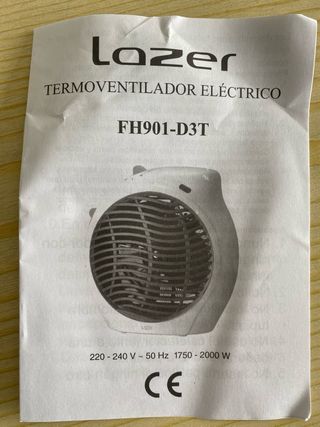 Lazer
TERMOVENTILADOR ELÉCTRICO
FH901-D3T
220 - 240 V ~ 50 Hz 1750 - 2000 W
CE